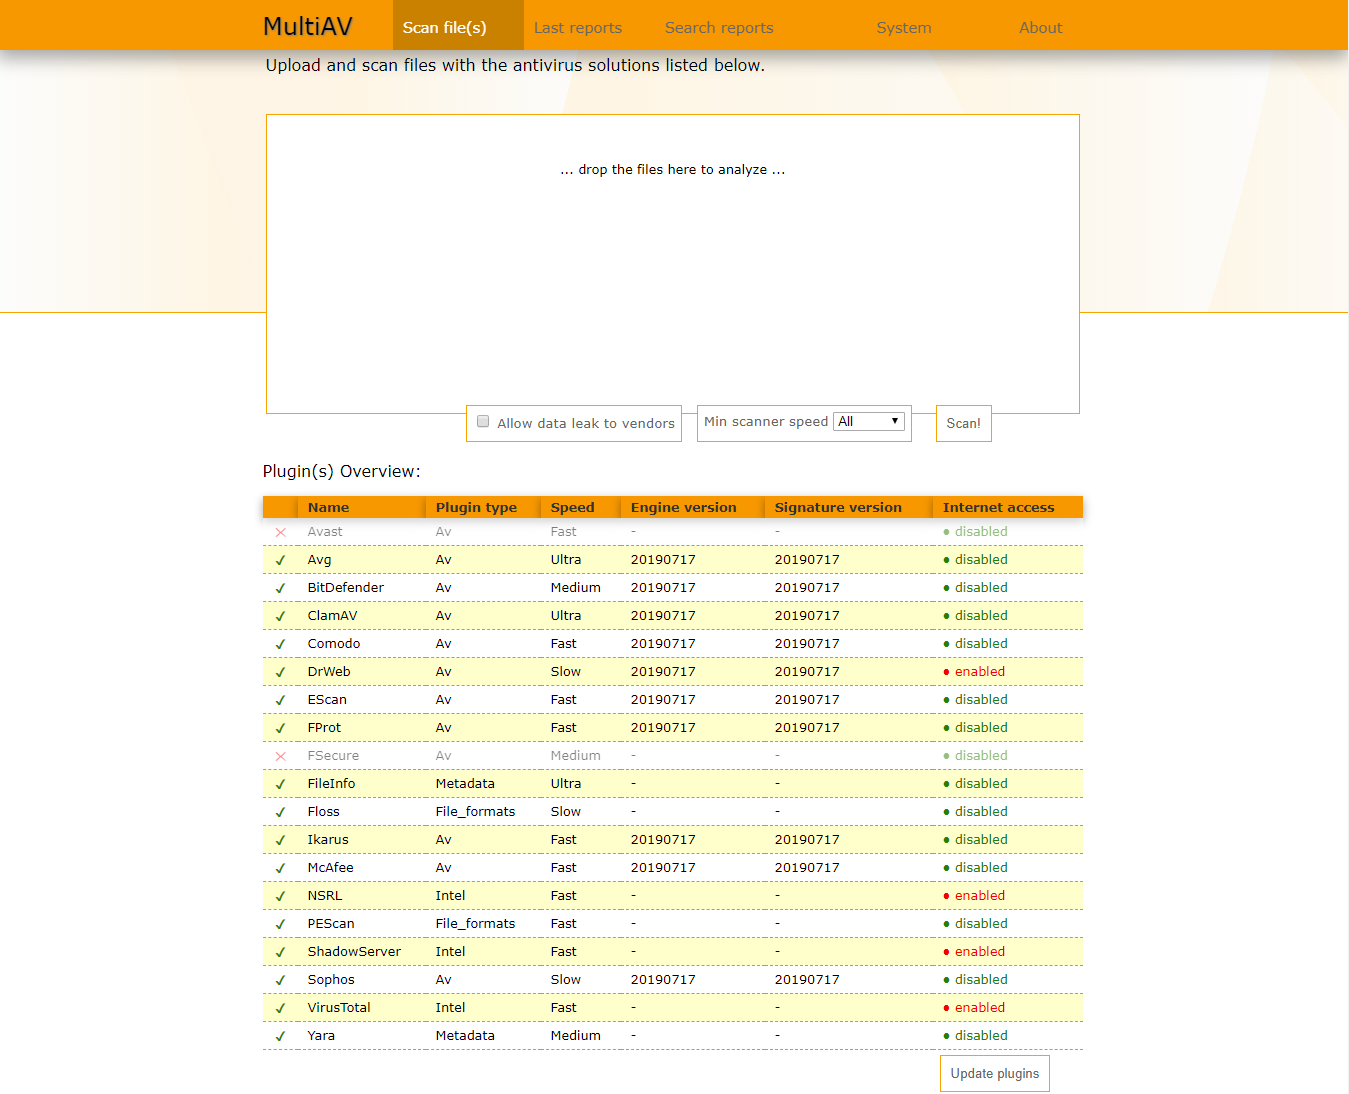 MultiAV Scan file(s) Last reports Search reports System About
Upload and scan files with the antivirus solutions listed below.
... drop the files here to analyze ...
Allow data leak to vendors Min scanner speed All Scan!
Plugin(s) Overview:
Name Plugin type Speed Engine version Signature version Internet access
Avast Av Fast - - disabled
Avg Av Ultra 20190717 20190717 disabled
BitDefender Av Medium 20190717 20190717 disabled
ClamAV Av Ultra 20190717 20190717 disabled
Comodo Av Fast 20190717 20190717 disabled
DrWeb Av Slow 20190717 20190717 enabled
EScan Av Fast 20190717 20190717 disabled
FProt Av Fast 20190717 20190717 disabled
FSecure Av Medium - - disabled
FileInfo Metadata Ultra - - disabled
Floss File_formats Slow - - disabled
Ikarus Av Fast 20190717 20190717 disabled
McAfee Av Fast 20190717 20190717 disabled
NSRL Intel Fast - - enabled
PEScan File_formats Fast - - disabled
ShadowServer Intel Fast - - enabled
Sophos Av Slow 20190717 20190717 disabled
VirusTotal Intel Fast - - enabled
Yara Metadata Medium - - disabled
Update plugins